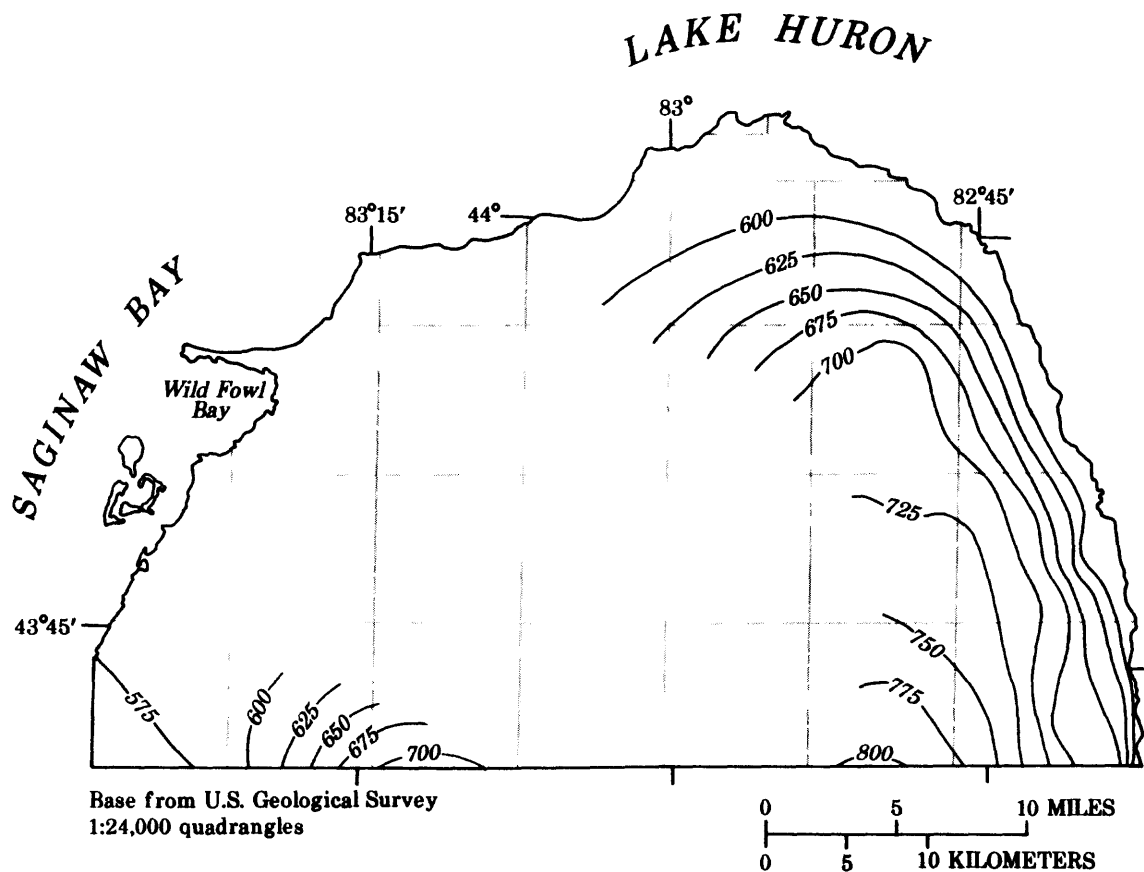 LAKE HURON
83°
82°45'
83°15'
44°
600
625
650
675
700
SAGINAW BAY
Wild Fowl
Bay
725
43°45'
750
775
800
575
600
625
650
675
700
Base from U.S. Geological Survey
1:24,000 quadrangles
0 5 10 MILES
0 5 10 KILOMETERS